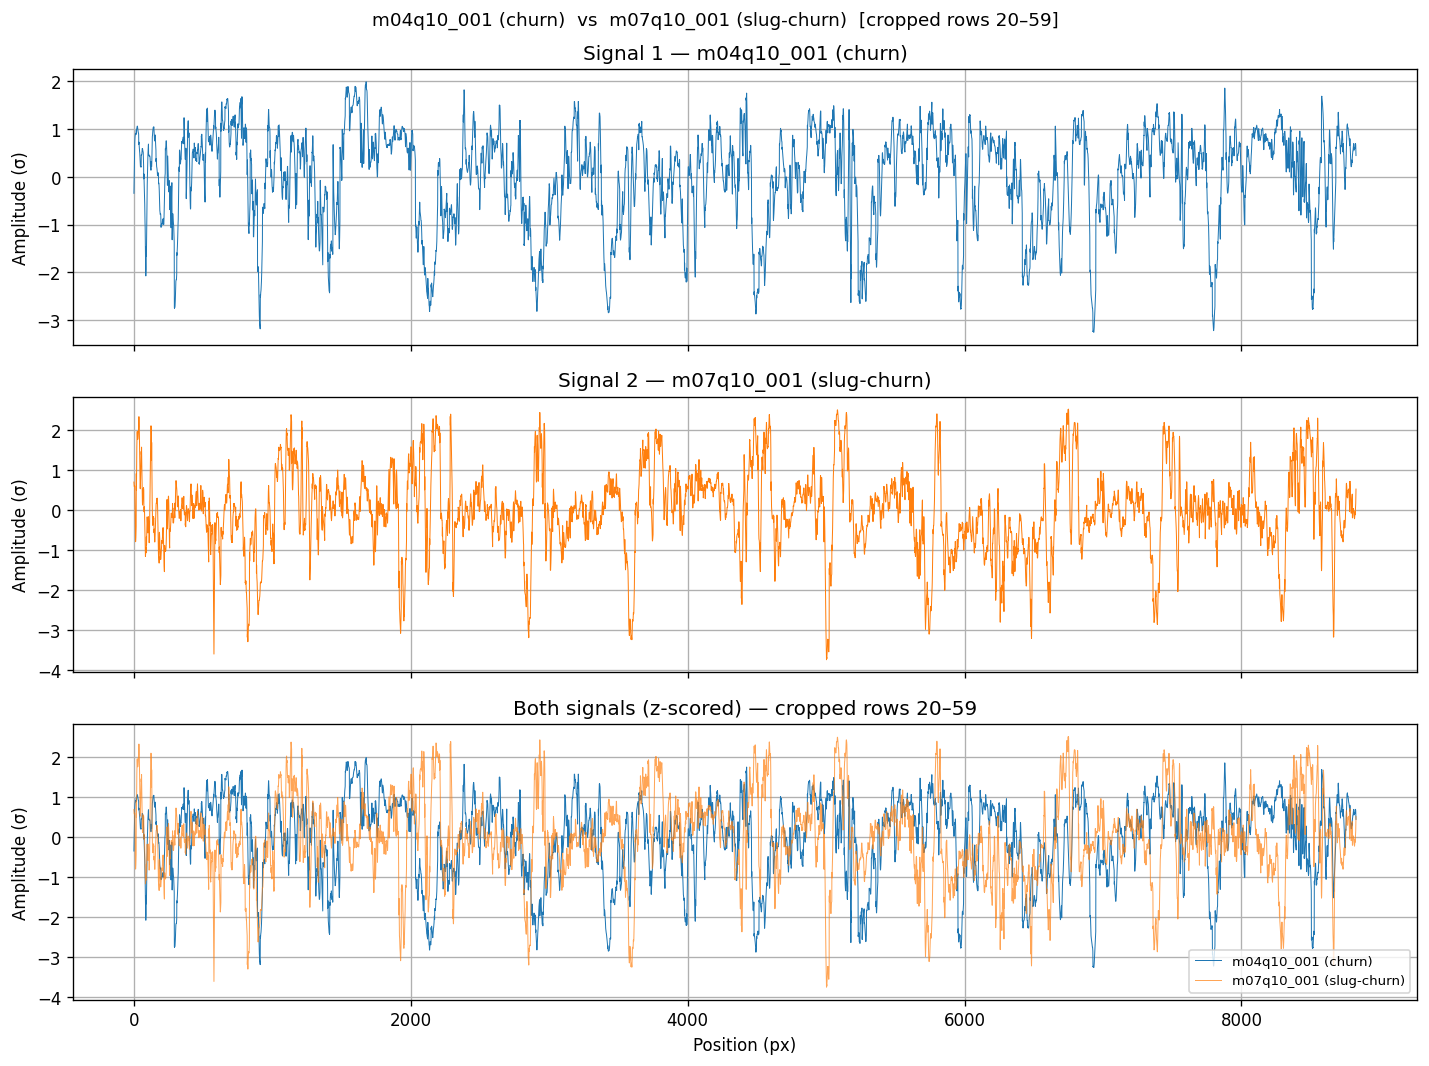 m04q10_001 (churn)  vs  m07q10_001 (slug-churn)  [cropped rows 20–59]
Signal 1 — m04q10_001 (churn)
Amplitude (σ)
2
1
0
−1
−2
−3
Signal 2 — m07q10_001 (slug-churn)
Amplitude (σ)
2
1
0
−1
−2
−3
−4
Both signals (z-scored) — cropped rows 20–59
Amplitude (σ)
2
1
0
−1
−2
−3
−4
m04q10_001 (churn)
m07q10_001 (slug-churn)
0 2000 4000 6000 8000
Position (px)